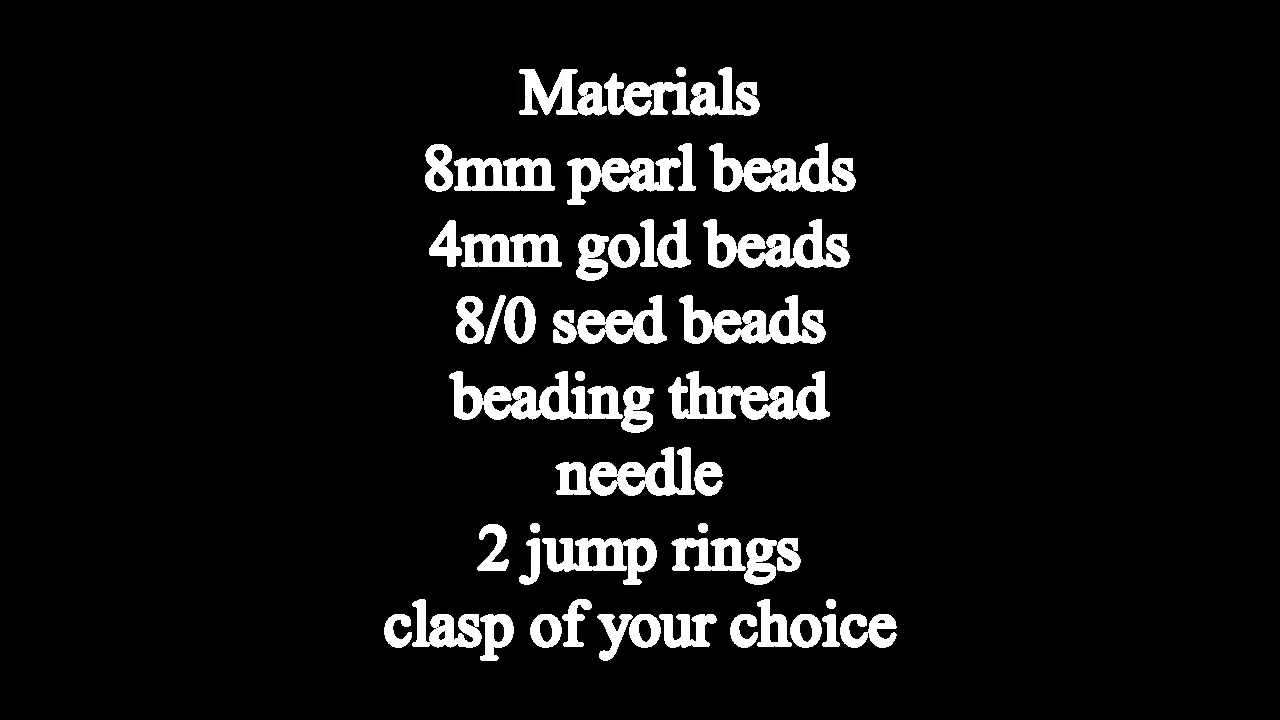 Materials
8mm pearl beads
4mm gold beads
8/0 seed beads
beading thread
needle
2 jump rings
clasp of your choice